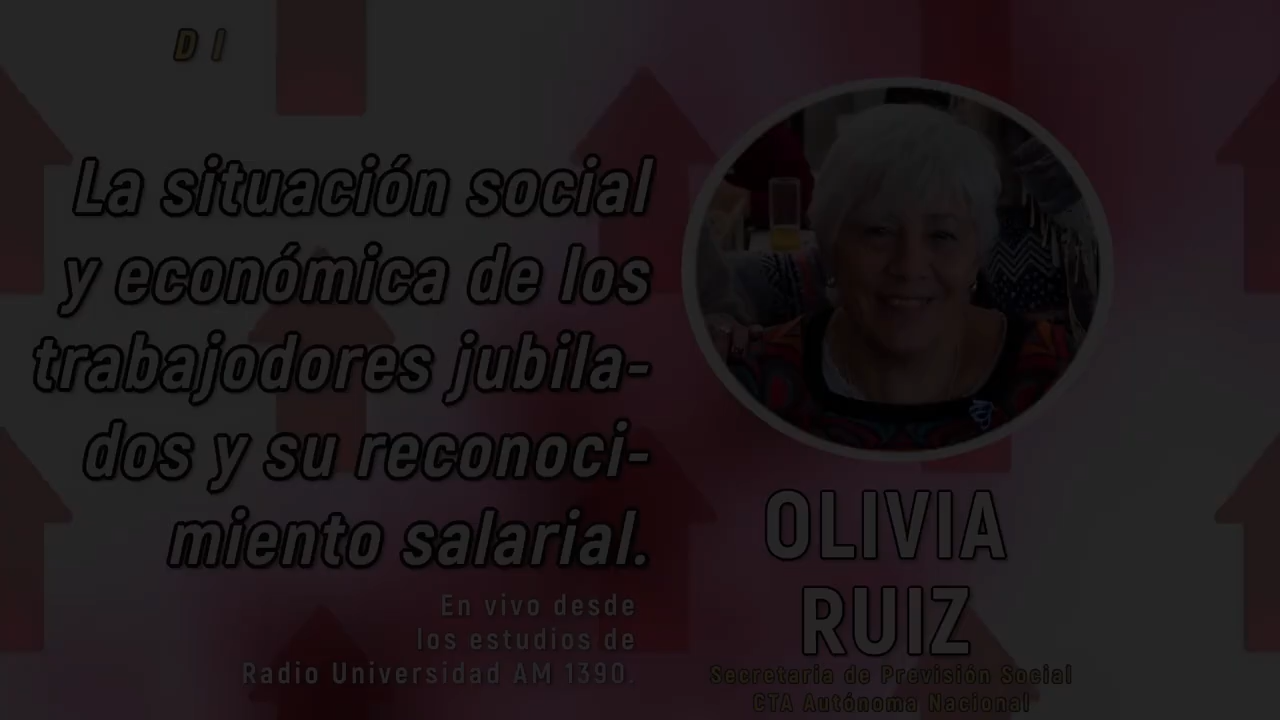 D I
La situación social
y económica de los
trabajodores jubila-
dos y su reconoci-
miento salarial.
En vivo desde
los estudios de
Radio Universidad AM 1390.
OLIVIA
RUIZ
Secretaria de Previsión Social
CTA Autónoma Nacional